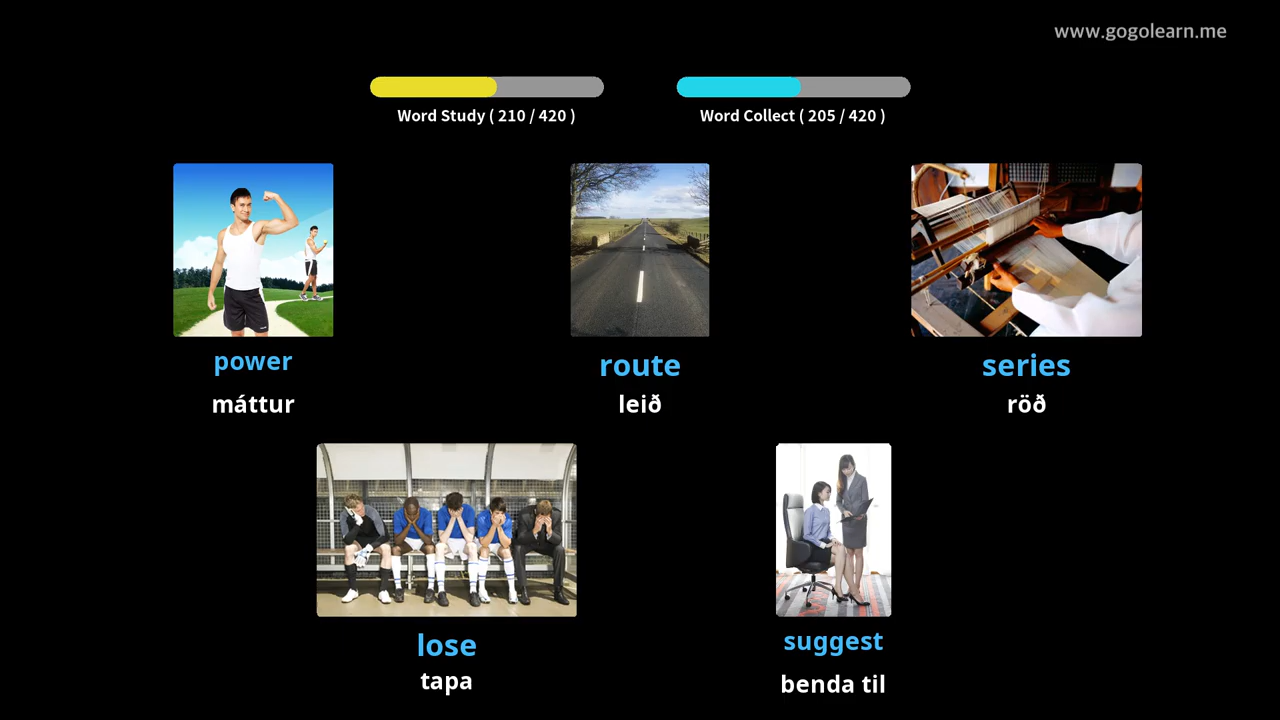 www.gogolearn.me
Word Study ( 210 / 420 )
Word Collect ( 205 / 420 )
power
máttur
route
leið
series
röð
lose
tapa
suggest
benda til